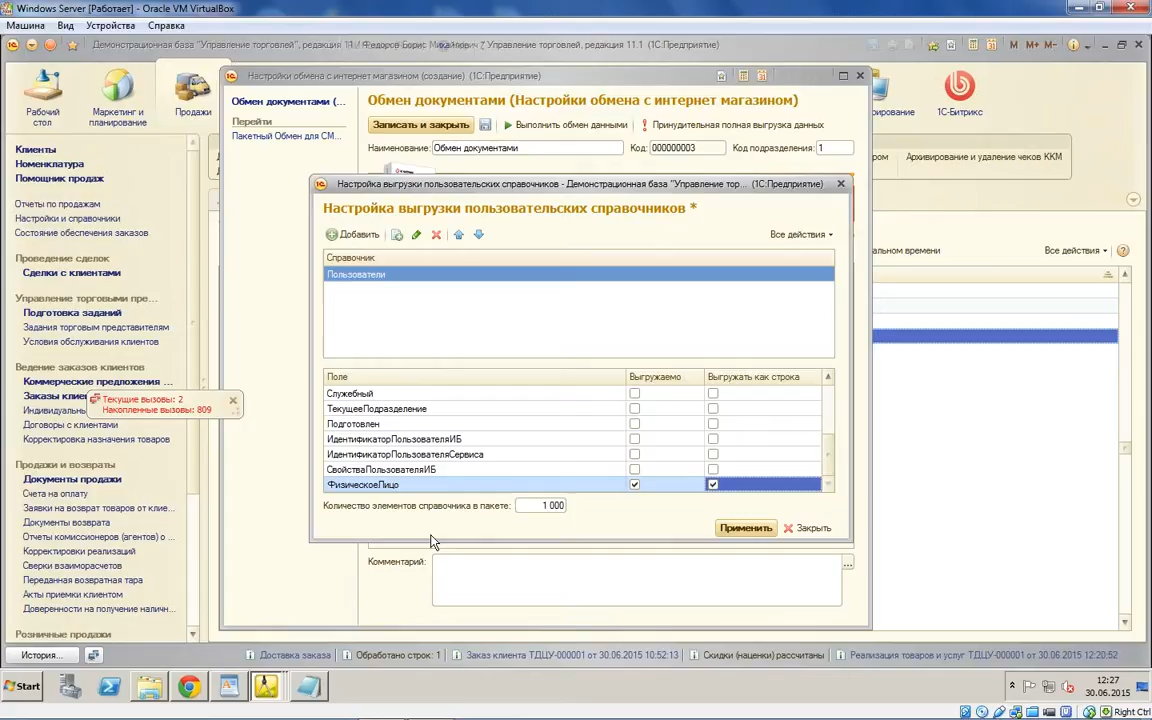 Windows Server [Работает] - Oracle VM VirtualBox
Машина Вид Устройства Справка
Демонстрационная база "Управление торговлей", редакция 11 / Федоров Борис Михайлович / Управление торговлей, редакция 11.1 (1С:Предприятие)
M M+ M-
Рабочий стол
Маркетинг и планирование
Продажи
1С-Битрикс
Архивирование и удаление чеков ККМ
Клиенты
Номенклатура
Помощник продаж
Отчеты по продажам
Настройки и справочники
Состояние обеспечения заказов
Проведение сделок
Сделки с клиентами
Управление торговыми пре...
Подготовка заданий
Задания торговым представителям
Условия обслуживания клиентов
Ведение заказов клиентов
Коммерческие предложения ...
Заказы клие
Индивидуальнь
Договоры с клиентами
Корректировка назначения товаров
Продажи и возвраты
Документы продажи
Счета на оплату
Заявки на возврат товаров от клие...
Документы возврата
Отчеты комиссионеров (агентов) о ...
Корректировки реализаций
Сверки взаиморасчетов
Переданная возвратная тара
Акты приемки клиентом
Доверенности на получение наличн...
Розничные продажи
Текущие вызовы: 2
Накопленные вызовы: 809
Настройки обмена с интернет магазином (создание) (1С:Предприятие)
Обмен документами (...
Перейти
Пакетный Обмен для СМ...
Обмен документами (Настройки обмена с интернет магазином)
Записать и закрыть Выполнить обмен данными Принудительная полная выгрузка данных
Наименование: Обмен документами Код: 000000003 Код подразделения: 1
Настройка выгрузки пользовательских справочников - Демонстрационная база "Управление тор... (1С:Предприятие)
Настройка выгрузки пользовательских справочников *
Добавить Все действия
Справочник
Пользователи
Поле Выгружаемо Выгружать как строка
Служебный
ТекущееПодразделение
Подготовлен
ИдентификаторПользователяИБ
ИдентификаторПользователяСервиса
СвойстваПользователяИБ
ФизическоеЛицо
Количество элементов справочника в пакете: 1 000
Применить Закрыть
Комментарий:
Все действия
История... Доставка заказа Обработано строк: 1 Заказ клиента ТДЦУ-000001 от 30.06.2015 10:52:13 Скидки (наценки) рассчитаны Реализация товаров и услуг ТДЦУ-000001 от 30.06.2015 12:20:52
Start
12:27
30.06.2015
Right Ctrl